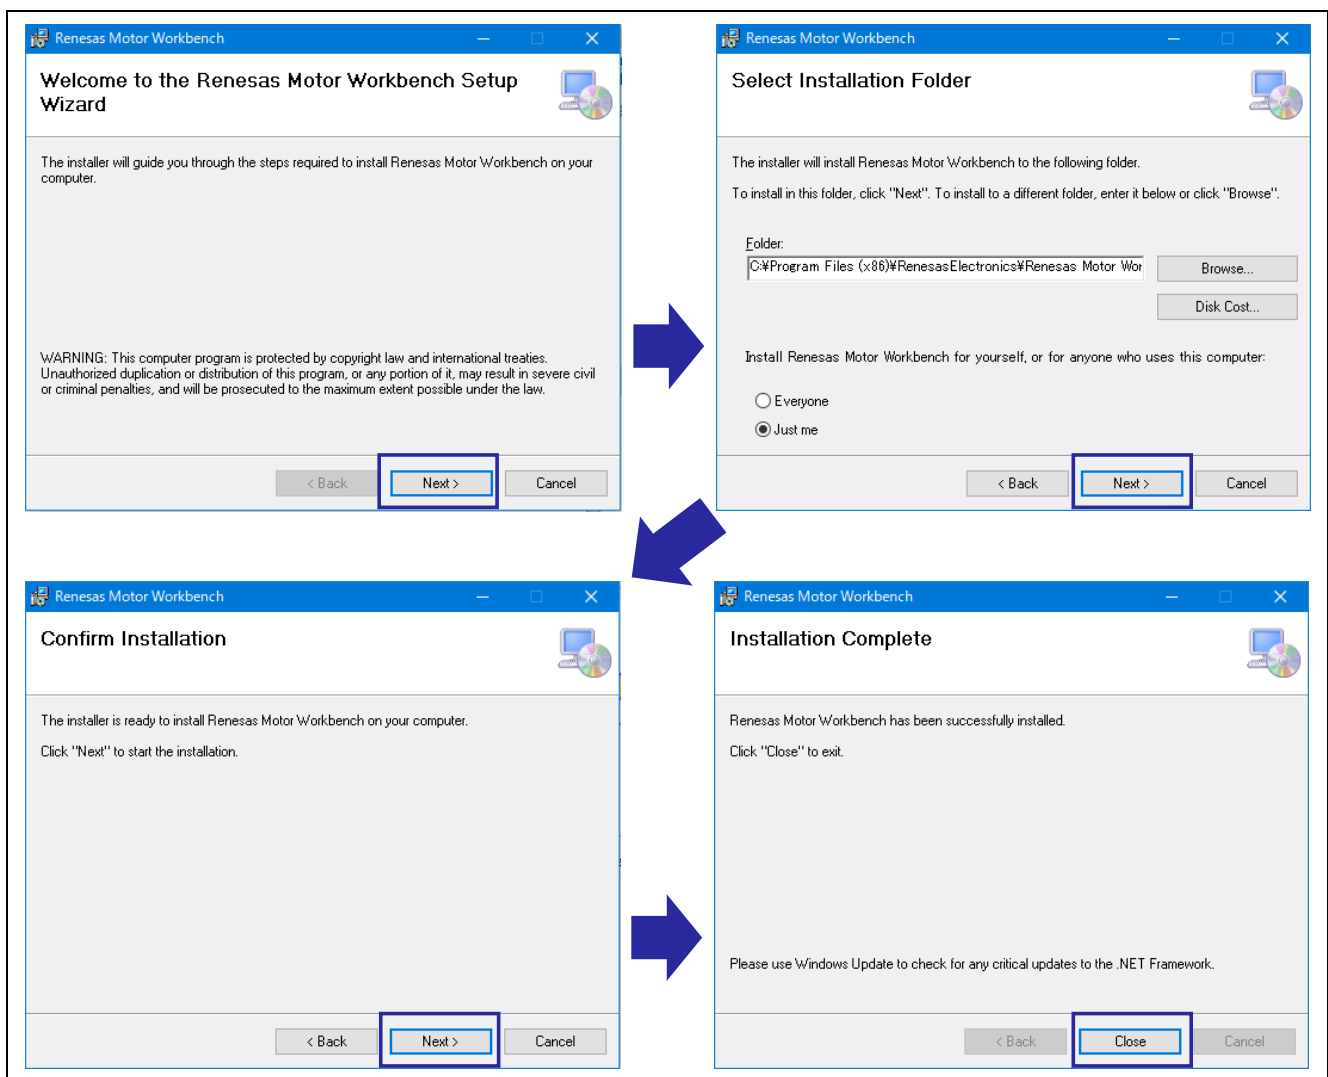 Renesas Motor Workbench
Welcome to the Renesas Motor Workbench Setup
Wizard
The installer will guide you through the steps required to install Renesas Motor Workbench on your
computer.
WARNING: This computer program is protected by copyright law and international treaties.
Unauthorized duplication or distribution of this program, or any portion of it, may result in severe civil
or criminal penalties, and will be prosecuted to the maximum extent possible under the law.
< Back
Next >
Cancel
Renesas Motor Workbench
Select Installation Folder
The installer will install Renesas Motor Workbench to the following folder.
To install in this folder, click "Next". To install to a different folder, enter it below or click "Browse".
Folder:
C:¥Program Files (x86)¥RenesasElectronics¥Renesas Motor Wor
Browse...
Disk Cost...
Install Renesas Motor Workbench for yourself, or for anyone who uses this computer:
Everyone
Just me
< Back
Next >
Cancel
Renesas Motor Workbench
Confirm Installation
The installer is ready to install Renesas Motor Workbench on your computer.
Click "Next" to start the installation.
< Back
Next >
Cancel
Renesas Motor Workbench
Installation Complete
Renesas Motor Workbench has been successfully installed.
Click "Close" to exit.
Please use Windows Update to check for any critical updates to the .NET Framework.
< Back
Close
Cancel